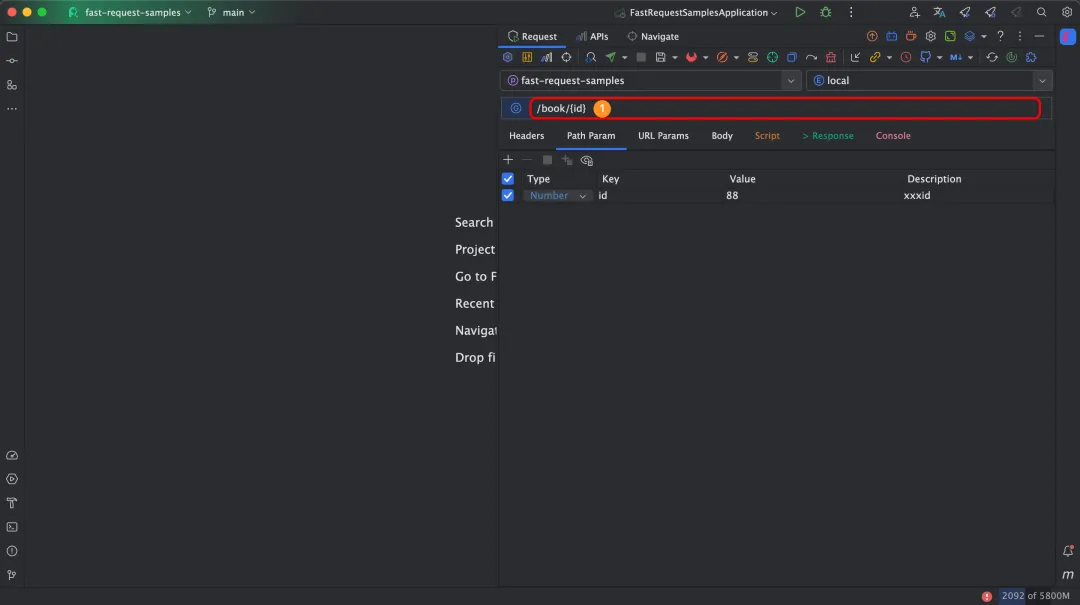 fast-request-samples main FastRequestSamplesApplication
Request APIs Navigate
M↓
fast-request-samples local
/book/{id} 1
Headers Path Param URL Params Body Script > Response Console
Type Key Value Description
Number id 88 xxxid
Search
Project
Go to F
Recent
Navigat
Drop fi
m
2092 of 5800M